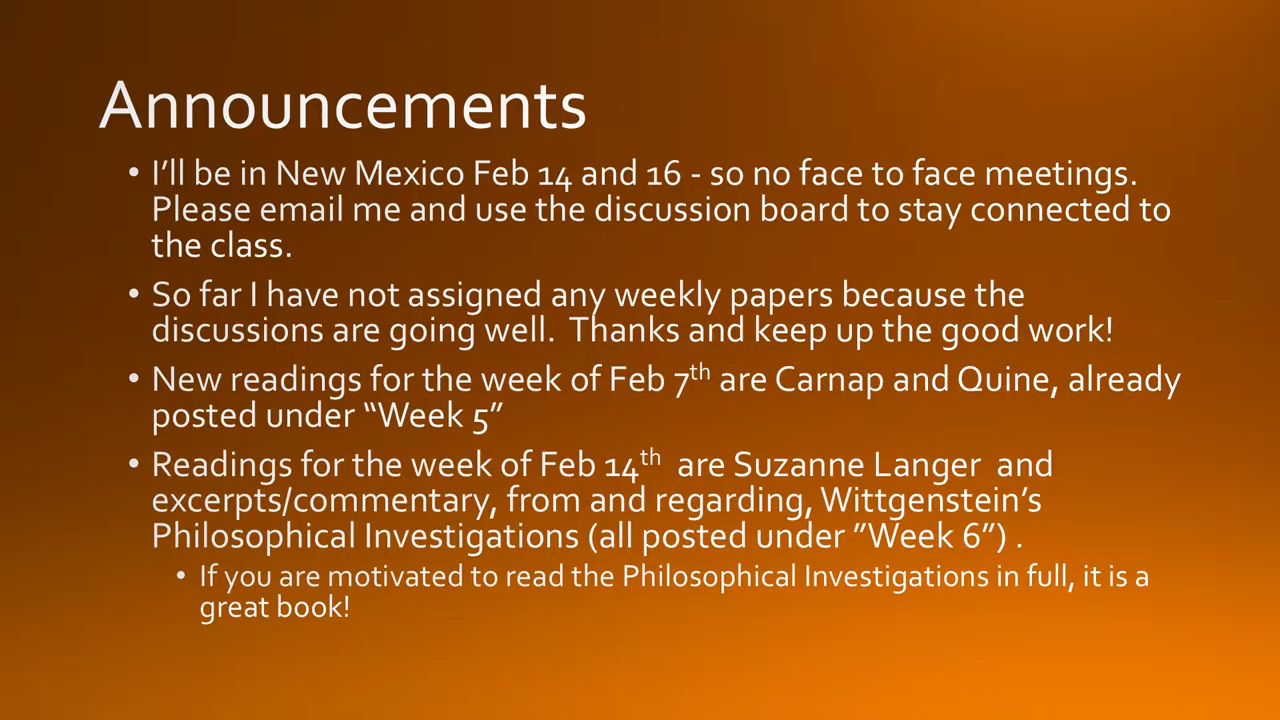 Announcements
• I’ll be in New Mexico Feb 14 and 16 - so no face to face meetings.
Please email me and use the discussion board to stay connected to
the class.
• So far I have not assigned any weekly papers because the
discussions are going well.  Thanks and keep up the good work!
• New readings for the week of Feb 7th are Carnap and Quine, already
posted under “Week 5”
• Readings for the week of Feb 14th  are Suzanne Langer  and
excerpts/commentary, from and regarding, Wittgenstein’s
Philosophical Investigations (all posted under ”Week 6”) .
• If you are motivated to read the Philosophical Investigations in full, it is a
great book!